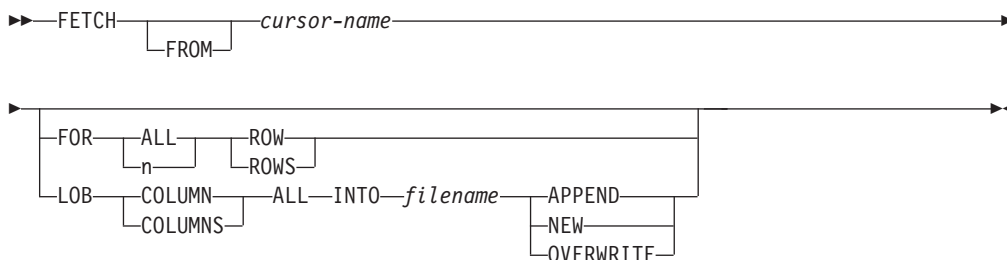 FETCH cursor-name
FROM
FOR ALL ROW
n ROWS
LOB COLUMN ALL INTO filename APPEND
COLUMNS NEW
OVERWRITE